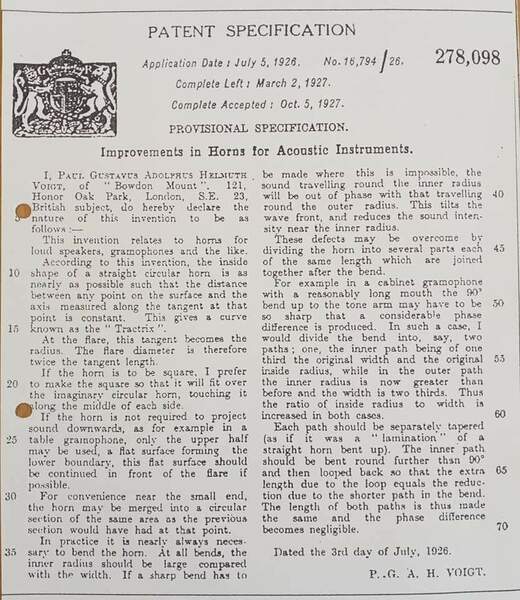 PATENT SPECIFICATION
Application Date: July 5, 1926. No. 16,794 / 26.
278,098
Complete Left: March 2, 1927.
Complete Accepted: Oct. 5, 1927.
PROVISIONAL SPECIFICATION.
Improvements in Horns for Acoustic Instruments.
I, PAUL GUSTAVUS ADOLPHUS HELMUTH
VOIGT, of "Bowdon Mount", 121,
Honor Oak Park, London, S.E. 23,
British subject, do hereby declare the
5 nature of this invention to be as
follows:—
This invention relates to horns for
loud speakers, gramophones and the like.
According to this invention, the inside
10 shape of a straight circular horn is as
nearly as possible such that the distance
between any point on the surface and the
axis measured along the tangent at that
point is constant. This gives a curve
15 known as the "Tractrix".
At the flare, this tangent becomes the
radius. The flare diameter is therefore
twice the tangent length.
If the horn is to be square, I prefer
20 to make the square so that it will fit over
the imaginary circular horn, touching it
along the middle of each side.
If the horn is not required to project
sound downwards, as for example in a
25 table gramophone, only the upper half
may be used, a flat surface forming the
lower boundary, this flat surface should
be continued in front of the flare if
possible.
30 For convenience near the small end,
the horn may be merged into a circular
section of the same area as the previous
section would have had at that point.
In practice it is nearly always neces-
35 sary to bend the horn. At all bends, the
inner radius should be large compared
with the width. If a sharp bend has to
be made where this is impossible, the
sound travelling round the inner radius
will be out of phase with that travelling 40
round the outer radius. This tilts the
wave front, and reduces the sound inten-
sity near the inner radius.
These defects may be overcome by
dividing the horn into several parts each 45
of the same length which are joined
together after the bend.
For example in a cabinet gramophone
with a reasonably long mouth the 90°
bend up to the tone arm may have to be 50
so sharp that a considerable phase
difference is produced. In such a case, I
would divide the bend into, say, two
paths; one, the inner path being of one
third the original width and the original 55
inside radius, while in the outer path
the inner radius is now greater than
before and the width is two thirds. Thus
the ratio of inside radius to width is
increased in both cases. 60
Each path should be separately tapered
(as if it was a "lamination" of a
straight horn bent up). The inner path
should be bent round further than 90°
and then looped back so that the extra 65
length due to the loop equals the reduc-
tion due to the shorter path in the bend.
The length of both paths is thus made
the same and the phase difference
becomes negligible. 70
Dated the 3rd day of July, 1926.
P. G. A. H. VOIGT.